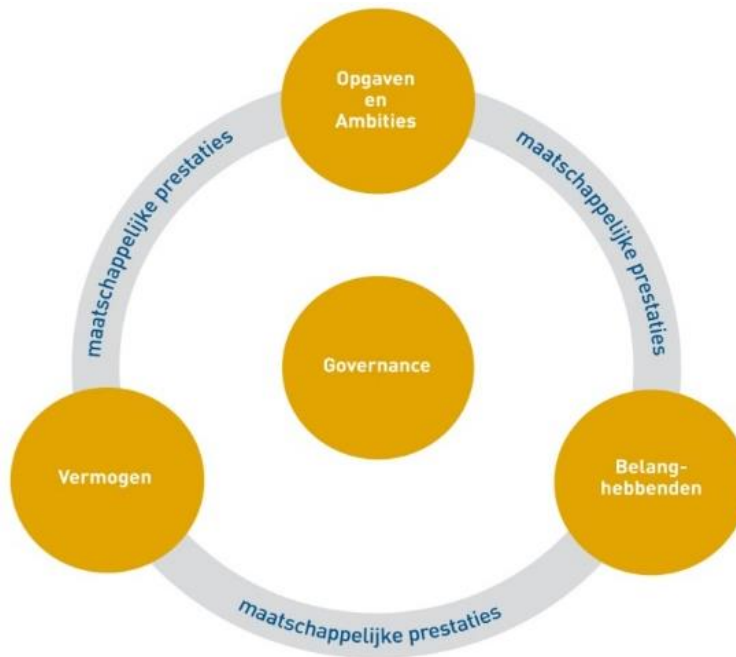 Opgaven
en
Ambities
maatschappelijke prestaties
maatschappelijke prestaties
Governance
Vermogen
Belang-
hebbenden
maatschappelijke prestaties